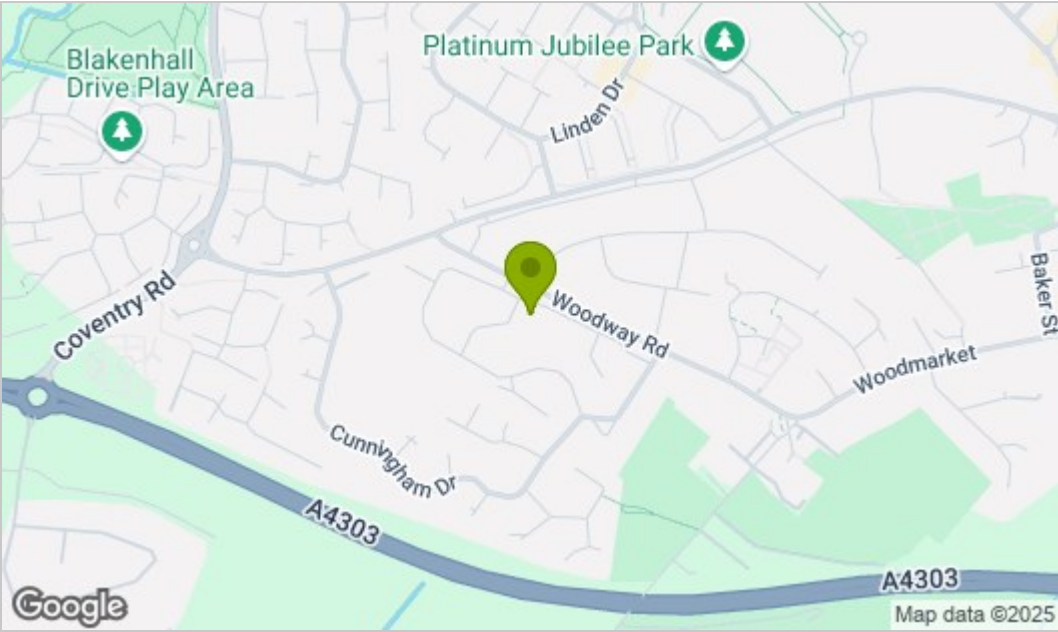 Platinum Jubilee Park
Blakenhall
Drive Play Area
Linden Dr
Baker St
Coventry Rd
Woodway Rd
Woodmarket
Cunningham Dr
A4303
A4303
Google
Map data ©2025